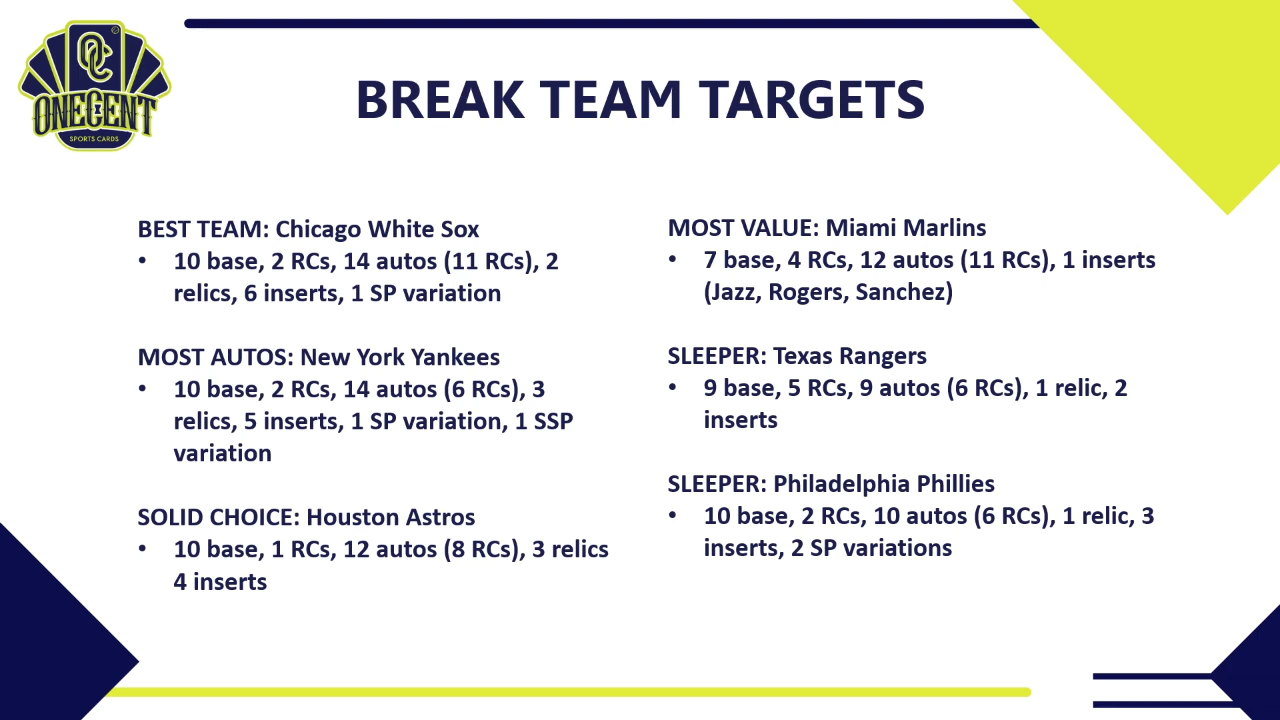 OC
ONECENT
SPORTS CARDS
BREAK TEAM TARGETS
BEST TEAM: Chicago White Sox
• 10 base, 2 RCs, 14 autos (11 RCs), 2
relics, 6 inserts, 1 SP variation
MOST AUTOS: New York Yankees
• 10 base, 2 RCs, 14 autos (6 RCs), 3
relics, 5 inserts, 1 SP variation, 1 SSP
variation
SOLID CHOICE: Houston Astros
• 10 base, 1 RCs, 12 autos (8 RCs), 3 relics
4 inserts
MOST VALUE: Miami Marlins
• 7 base, 4 RCs, 12 autos (11 RCs), 1 inserts
(Jazz, Rogers, Sanchez)
SLEEPER: Texas Rangers
• 9 base, 5 RCs, 9 autos (6 RCs), 1 relic, 2
inserts
SLEEPER: Philadelphia Phillies
• 10 base, 2 RCs, 10 autos (6 RCs), 1 relic, 3
inserts, 2 SP variations